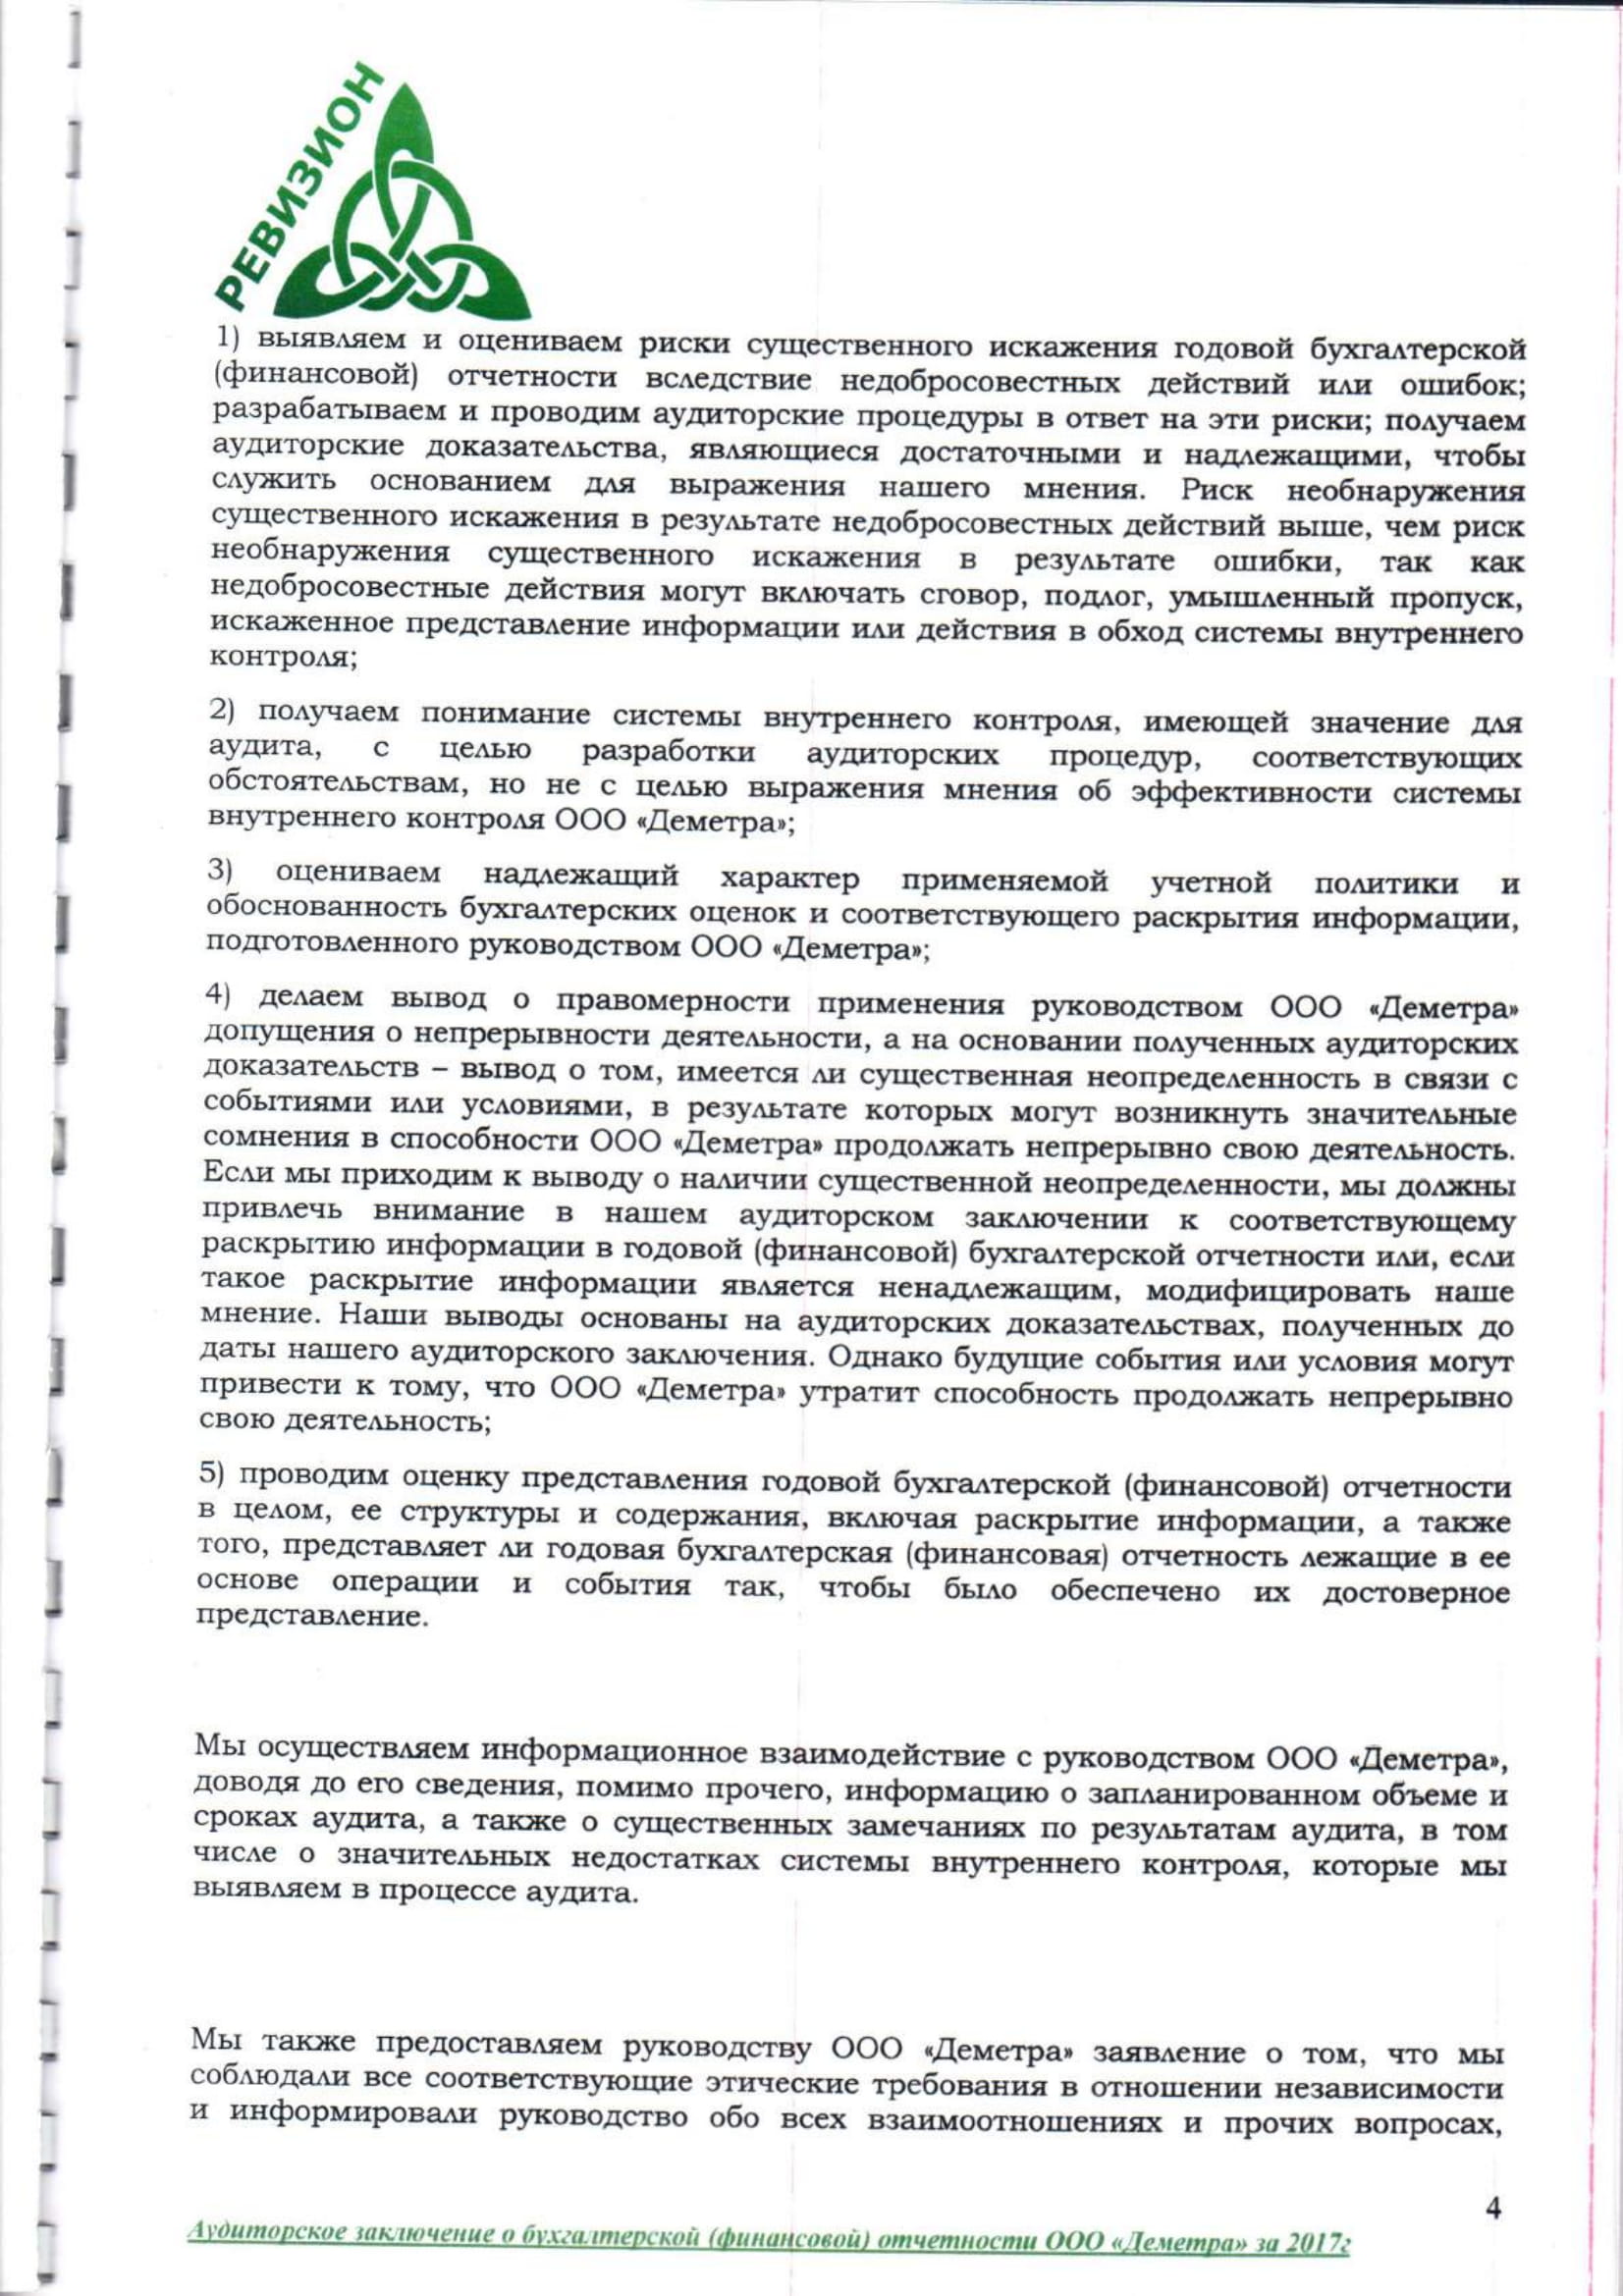 РЕВИЗИОН
1) выявляем и оцениваем риски существенного искажения годовой бухгалтерской
(финансовой) отчетности вследствие недобросовестных действий или ошибок;
разрабатываем и проводим аудиторские процедуры в ответ на эти риски; получаем
аудиторские доказательства, являющиеся достаточными и надлежащими, чтобы
служить основанием для выражения нашего мнения. Риск необнаружения
существенного искажения в результате недобросовестных действий выше, чем риск
необнаружения существенного искажения в результате ошибки, так как
недобросовестные действия могут включать сговор, подлог, умышленный пропуск,
искаженное представление информации или действия в обход системы внутреннего
контроля;
2) получаем понимание системы внутреннего контроля, имеющей значение для
аудита, с целью разработки аудиторских процедур, соответствующих
обстоятельствам, но не с целью выражения мнения об эффективности системы
внутреннего контроля ООО «Деметра»;
3) оцениваем надлежащий характер применяемой учетной политики и
обоснованность бухгалтерских оценок и соответствующего раскрытия информации,
подготовленного руководством ООО «Деметра»;
4) делаем вывод о правомерности применения руководством ООО «Деметра»
допущения о непрерывности деятельности, а на основании полученных аудиторских
доказательств – вывод о том, имеется ли существенная неопределенность в связи с
событиями или условиями, в результате которых могут возникнуть значительные
сомнения в способности ООО «Деметра» продолжать непрерывно свою деятельность.
Если мы приходим к выводу о наличии существенной неопределенности, мы должны
привлечь внимание в нашем аудиторском заключении к соответствующему
раскрытию информации в годовой (финансовой) бухгалтерской отчетности или, если
такое раскрытие информации является ненадлежащим, модифицировать наше
мнение. Наши выводы основаны на аудиторских доказательствах, полученных до
даты нашего аудиторского заключения. Однако будущие события или условия могут
привести к тому, что ООО «Деметра» утратит способность продолжать непрерывно
свою деятельность;
5) проводим оценку представления годовой бухгалтерской (финансовой) отчетности
в целом, ее структуры и содержания, включая раскрытие информации, а также
того, представляет ли годовая бухгалтерская (финансовая) отчетность лежащие в ее
основе операции и события так, чтобы было обеспечено их достоверное
представление.
Мы осуществляем информационное взаимодействие с руководством ООО «Деметра»,
доводя до его сведения, помимо прочего, информацию о запланированном объеме и
сроках аудита, а также о существенных замечаниях по результатам аудита, в том
числе о значительных недостатках системы внутреннего контроля, которые мы
выявляем в процессе аудита.
Мы также предоставляем руководству ООО «Деметра» заявление о том, что мы
соблюдали все соответствующие этические требования в отношении независимости
и информировали руководство обо всех взаимоотношениях и прочих вопросах,
4
Аудиторское заключение о бухгалтерской (финансовой) отчетности ООО «Деметра» за 2017г